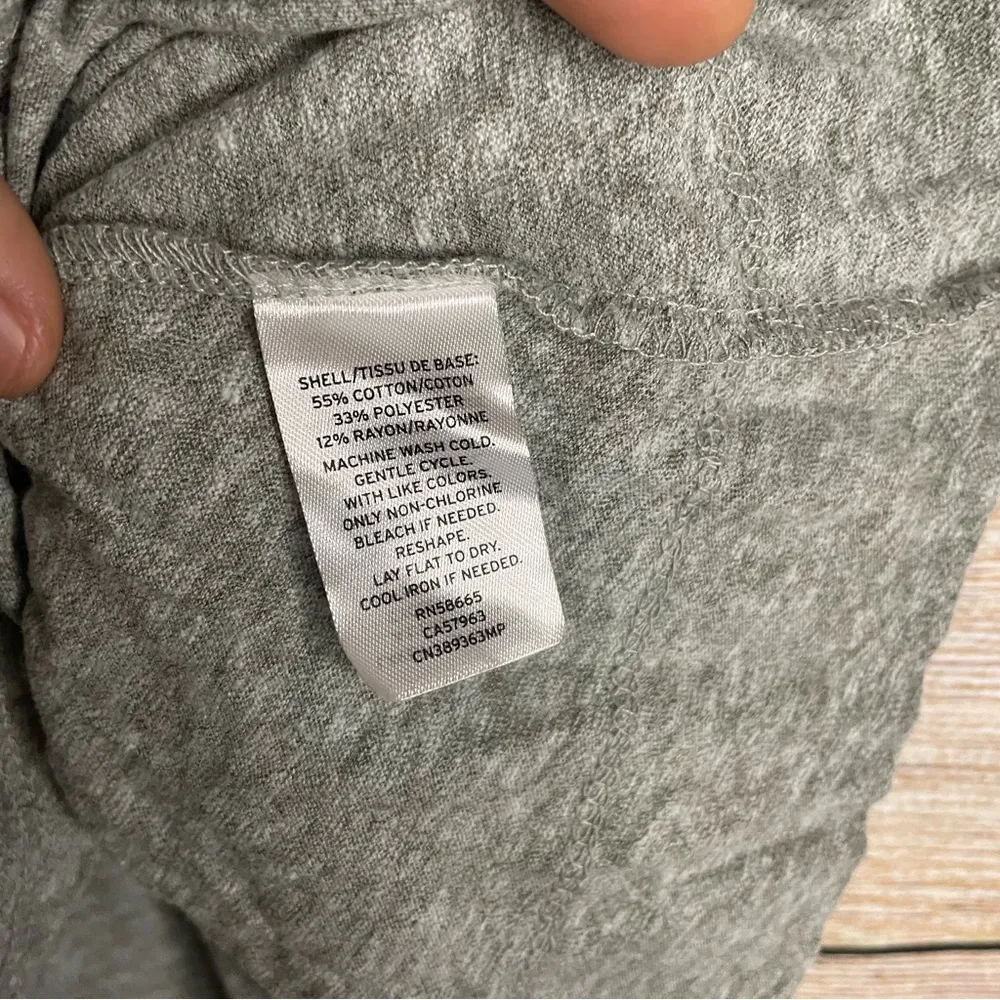 SHELL/TISSU DE BASE:
55% COTTON/COTON
33% POLYESTER
12% RAYON/RAYONNE
MACHINE WASH COLD.
GENTLE CYCLE.
WITH LIKE COLORS.
ONLY NON-CHLORINE
BLEACH IF NEEDED.
RESHAPE.
LAY FLAT TO DRY.
COOL IRON IF NEEDED.
RN58665
CA57963
CN389363MP